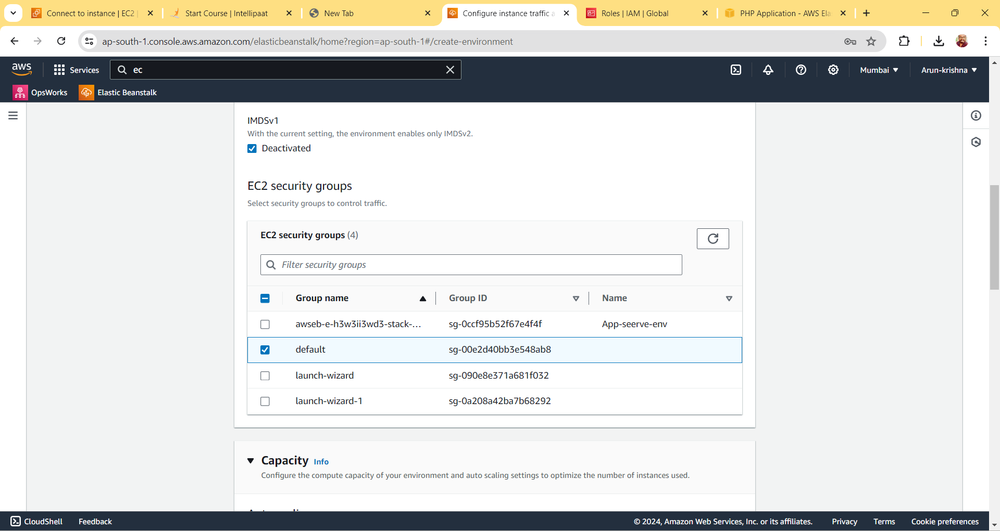 Connect to instance | EC2 |
Start Course | Intellipaat
New Tab
Configure instance traffic a
Roles | IAM | Global
PHP Application - AWS Ela
ap-south-1.console.aws.amazon.com/elasticbeanstalk/home?region=ap-south-1#/create-environment
aws
Services
ec
Mumbai
Arun-krishna
OpsWorks
Elastic Beanstalk
IMDSv1
With the current setting, the environment enables only IMDSv2.
Deactivated
EC2 security groups
Select security groups to control traffic.
EC2 security groups (4)
Filter security groups
Group name Group ID Name
awseb-e-h3w3ii3wd3-stack-... sg-0ccf95b52f67e4f4f App-seerve-env
default sg-00e2d40bb3e548ab8
launch-wizard sg-090e8e371a681f032
launch-wizard-1 sg-0a208a42ba7b68292
Capacity Info
Configure the compute capacity of your environment and auto scaling settings to optimize the number of instances used.
CloudShell
Feedback
© 2024, Amazon Web Services, Inc. or its affiliates.
Privacy
Terms
Cookie preferences